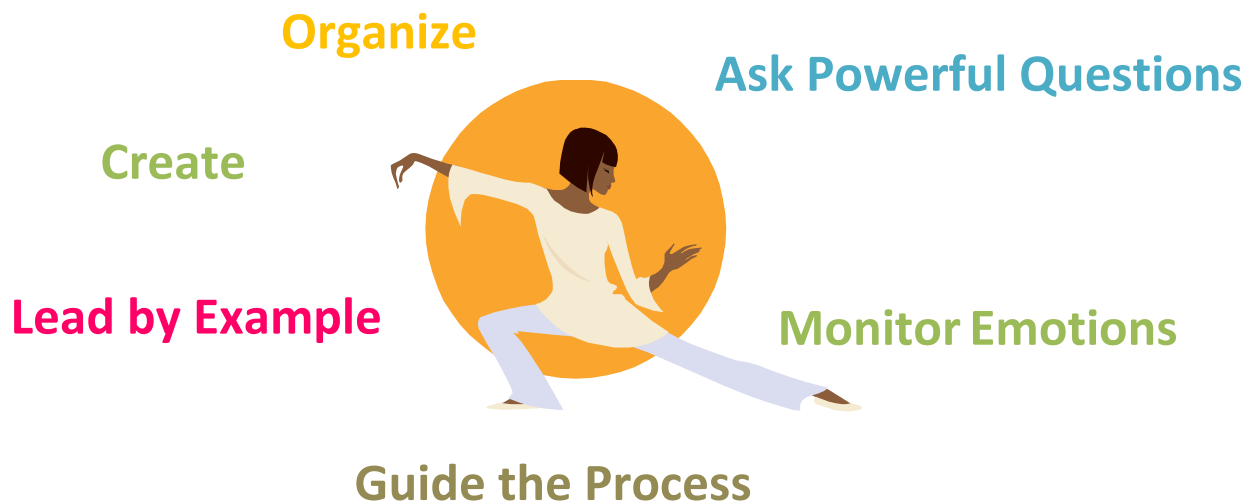 Organize
Ask Powerful Questions
Create
Lead by Example
Monitor Emotions
Guide the Process